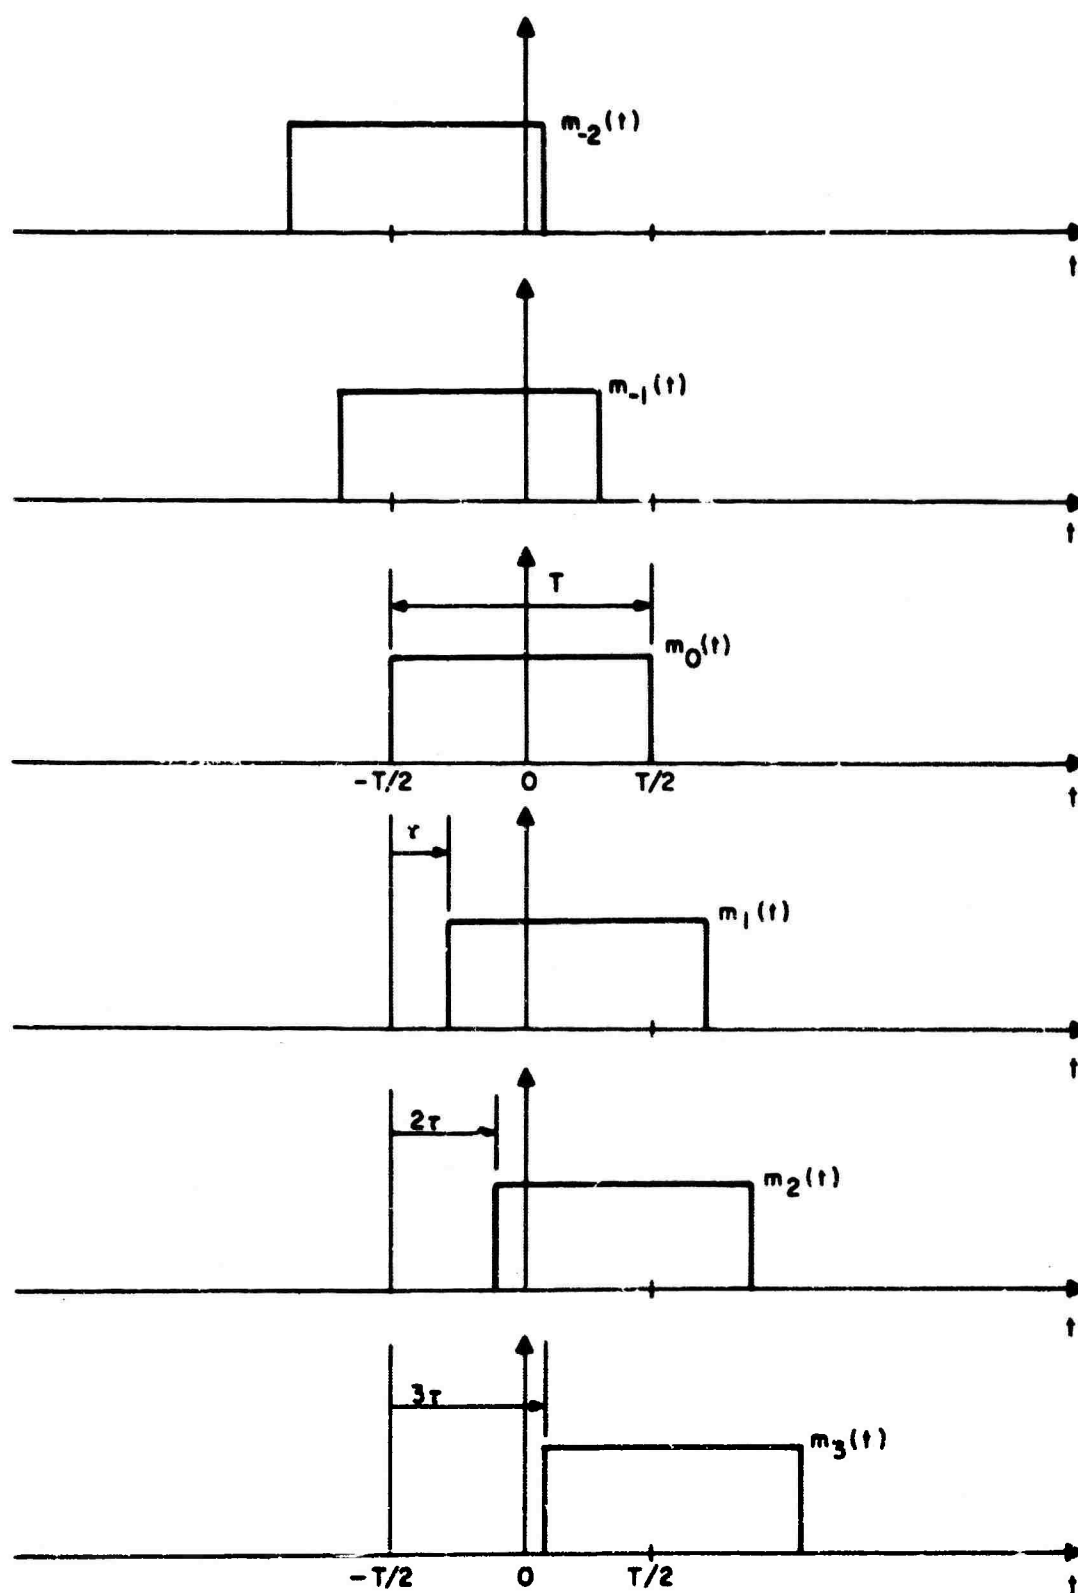 m-2(t)
t
m-1(t)
t
T
m0(t)
-T/2 0 T/2
t
τ
m1(t)
t
2τ
m2(t)
t
3τ
m3(t)
-T/2 0 T/2
t